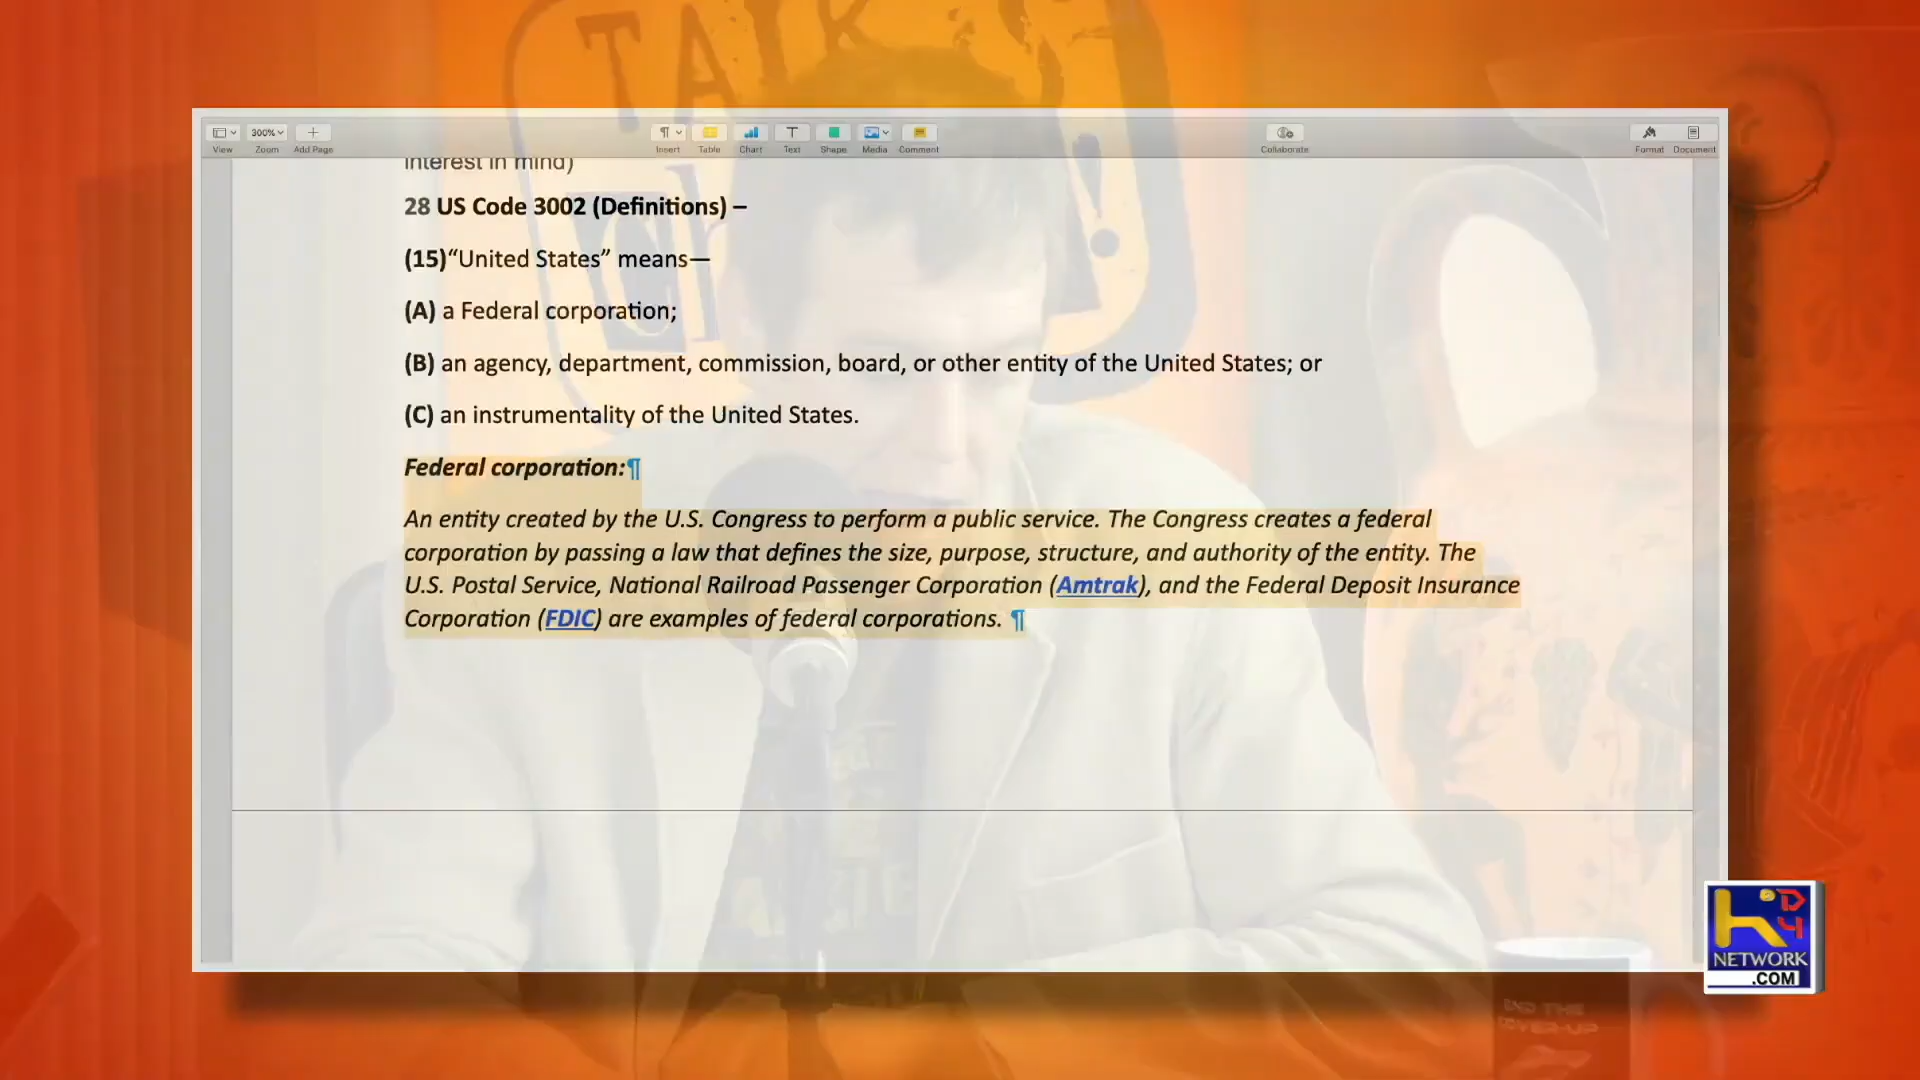 TALK
300%
View
Zoom
Add Page
Insert
Table
Chart
Text
Shape
Media
Comment
Collaborate
Format
Document
interest in mind)
28 US Code 3002 (Definitions) –
(15)“United States” means—
(A) a Federal corporation;
(B) an agency, department, commission, board, or other entity of the United States; or
(C) an instrumentality of the United States.
Federal corporation:¶
An entity created by the U.S. Congress to perform a public service. The Congress creates a federal
corporation by passing a law that defines the size, purpose, structure, and authority of the entity. The
U.S. Postal Service, National Railroad Passenger Corporation (Amtrak), and the Federal Deposit Insurance
Corporation (FDIC) are examples of federal corporations. ¶
NETWORK
.COM
END THE
COVER-UP